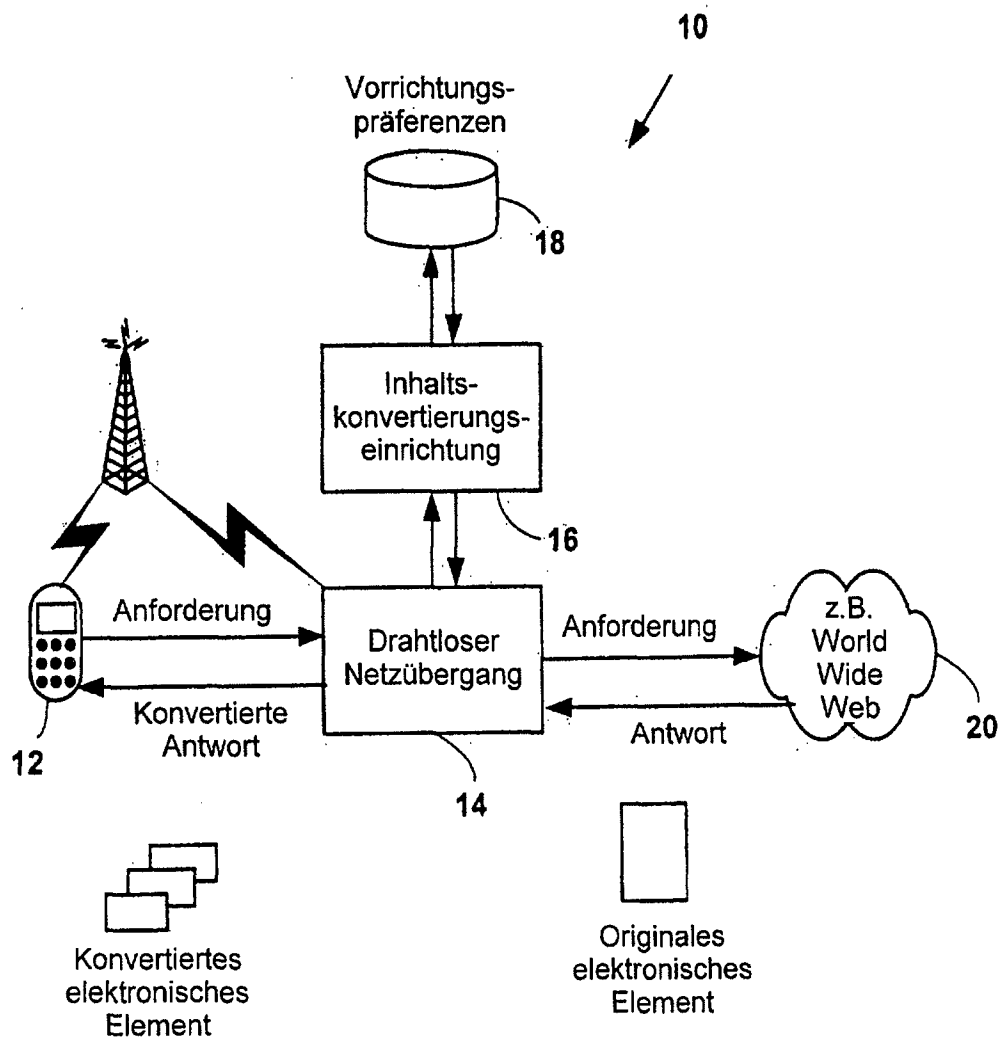 10
Vorrichtungs-
präferenzen
18
Inhalts-
konvertierungs-
einrichtung
16
Anforderung
Konvertierte
Antwort
12
Drahtloser
Netzübergang
14
Anforderung
Antwort
z.B.
World
Wide
Web
20
Konvertiertes
elektronisches
Element
Originales
elektronisches
Element